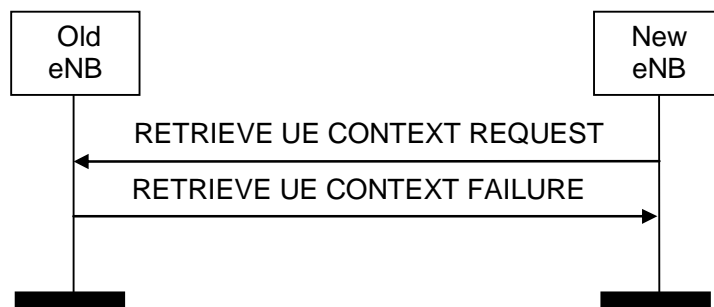 Old
eNB
New
eNB
RETRIEVE UE CONTEXT REQUEST
RETRIEVE UE CONTEXT FAILURE